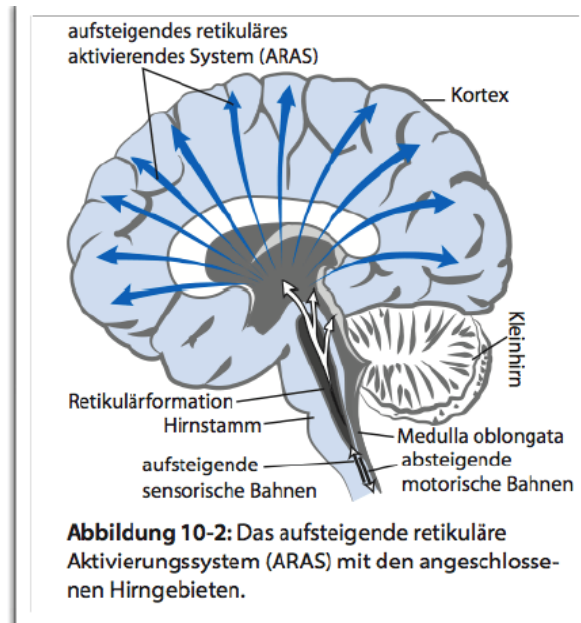 aufsteigendes retikuläres
aktivierendes System (ARAS)
Kortex
Kleinhirn
Retikulärformation
Hirnstamm
aufsteigende
sensorische Bahnen
Medulla oblongata
absteigende
motorische Bahnen
Abbildung 10-2: Das aufsteigende retikuläre
Aktivierungssystem (ARAS) mit den angeschlosse-
nen Hirngebieten.